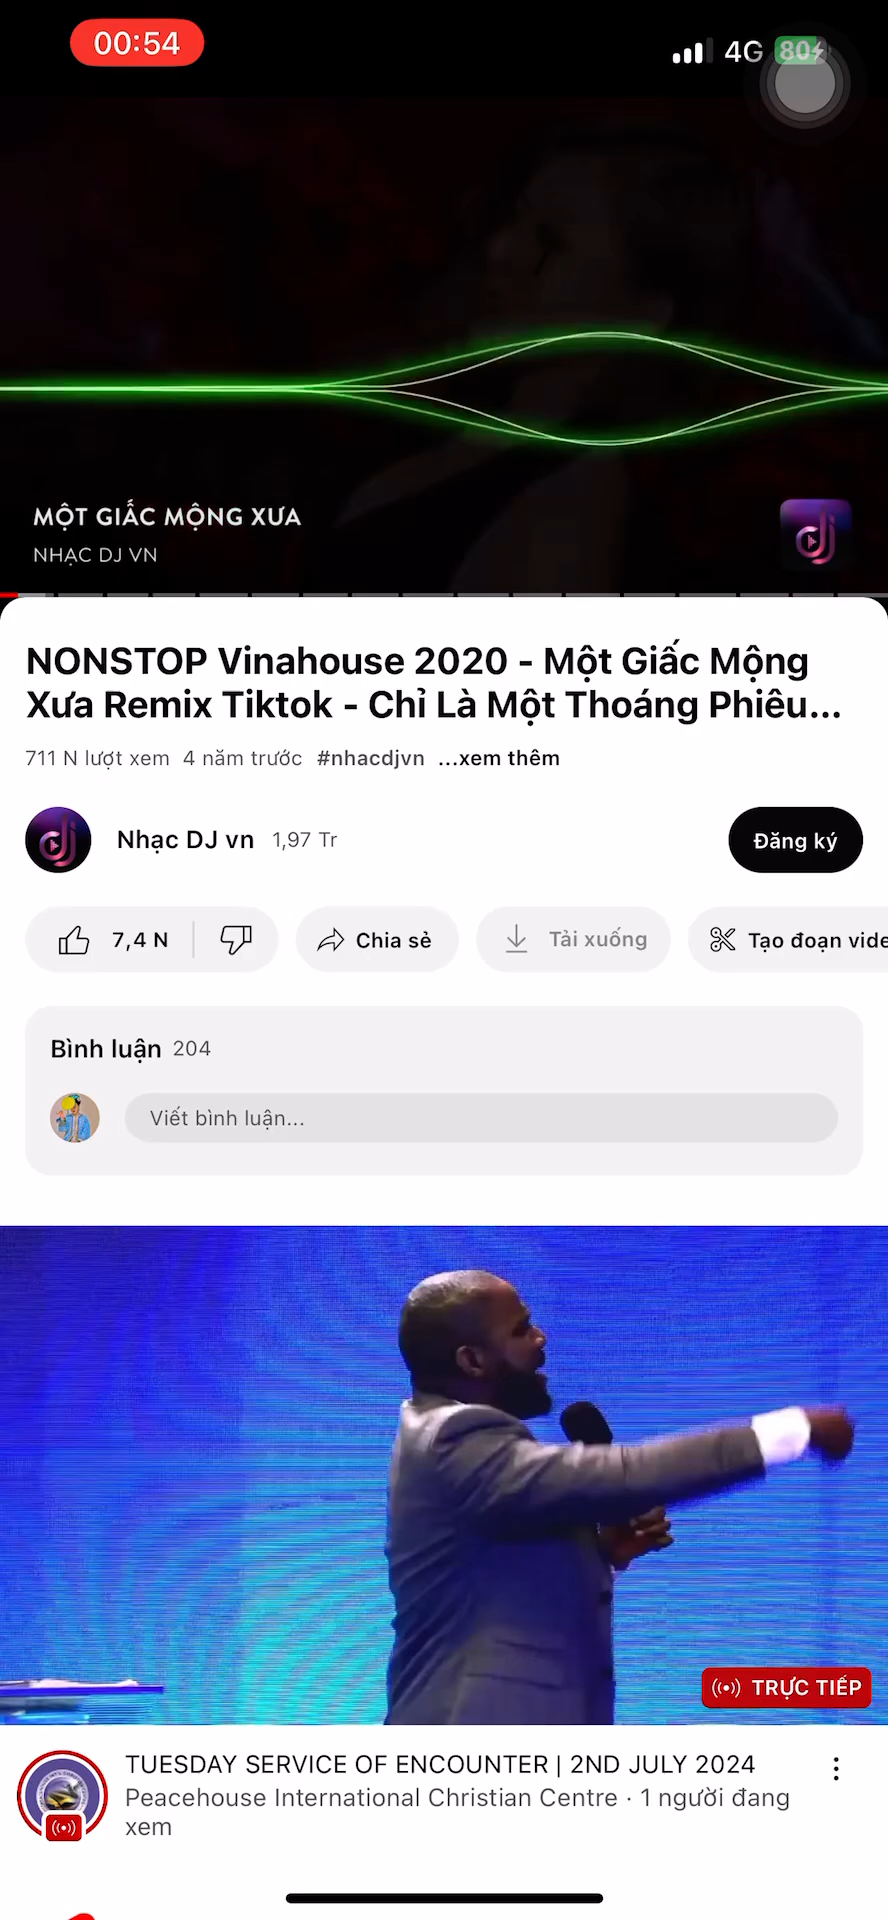 00:54
4G 80
MỘT GIẤC MỘNG XƯA
NHẠC DJ VN
NONSTOP Vinahouse 2020 - Một Giấc Mộng
Xưa Remix Tiktok - Chỉ Là Một Thoáng Phiêu...
711 N lượt xem 4 năm trước #nhacdjvn ...xem thêm
Nhạc DJ vn 1,97 Tr
Đăng ký
7,4 N
Chia sẻ
Tải xuống
Tạo đoạn vide
Bình luận 204
Viết bình luận...
TRỰC TIẾP
TUESDAY SERVICE OF ENCOUNTER | 2ND JULY 2024
Peacehouse International Christian Centre · 1 người đang
xem